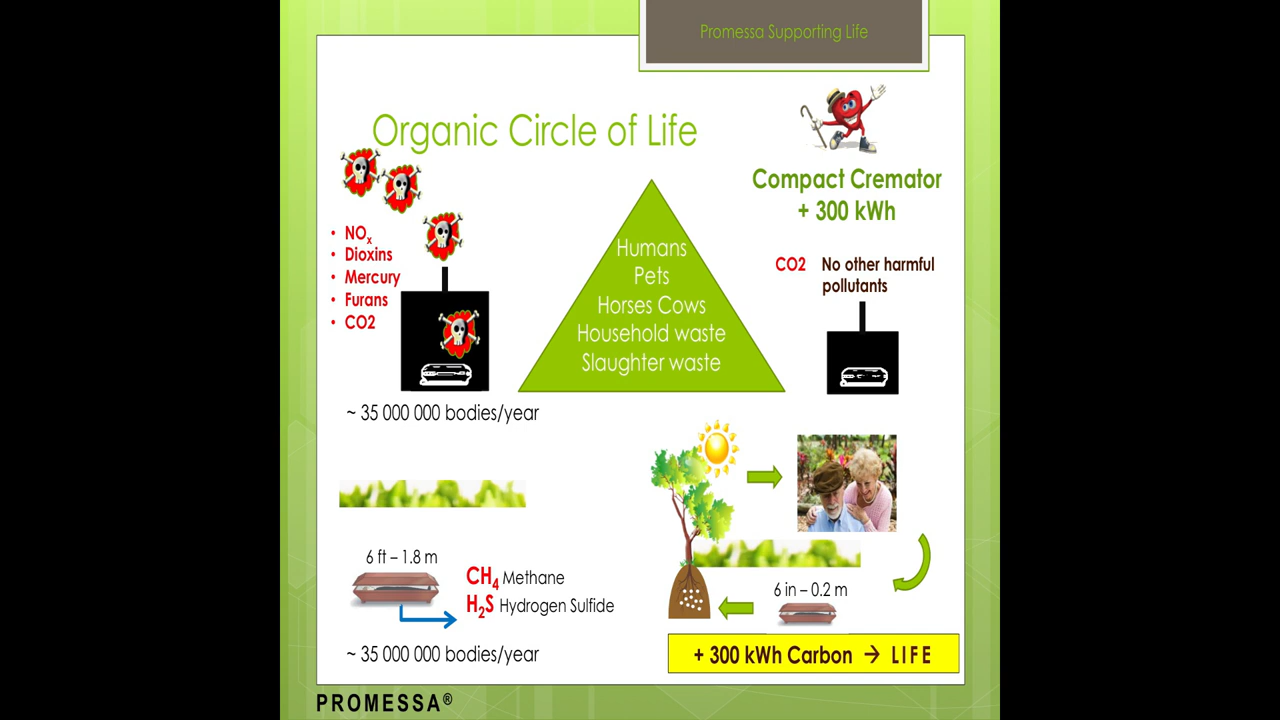 Promessa Supporting Life
Organic Circle of Life
Compact Cremator
+ 300 kWh
• NOx
• Dioxins
• Mercury
• Furans
• CO2
Humans
Pets
Horses Cows
Household waste
Slaughter waste
CO2 No other harmful
pollutants
~ 35 000 000 bodies/year
6 ft – 1.8 m
CH4 Methane
H2S Hydrogen Sulfide
~ 35 000 000 bodies/year
6 in – 0.2 m
+ 300 kWh Carbon → LIFE
PROMESSA®